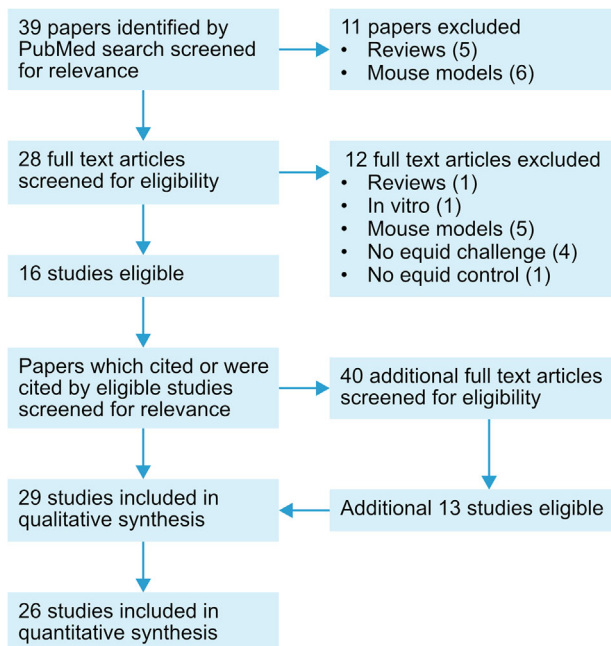 39 papers identified by
PubMed search screened
for relevance
11 papers excluded
• Reviews (5)
• Mouse models (6)
28 full text articles
screened for eligibility
12 full text articles excluded
• Reviews (1)
• In vitro (1)
• Mouse models (5)
• No equid challenge (4)
• No equid control (1)
16 studies eligible
Papers which cited or were
cited by eligible studies
screened for relevance
40 additional full text articles
screened for eligibility
29 studies included in
qualitative synthesis
Additional 13 studies eligible
26 studies included in
quantitative synthesis